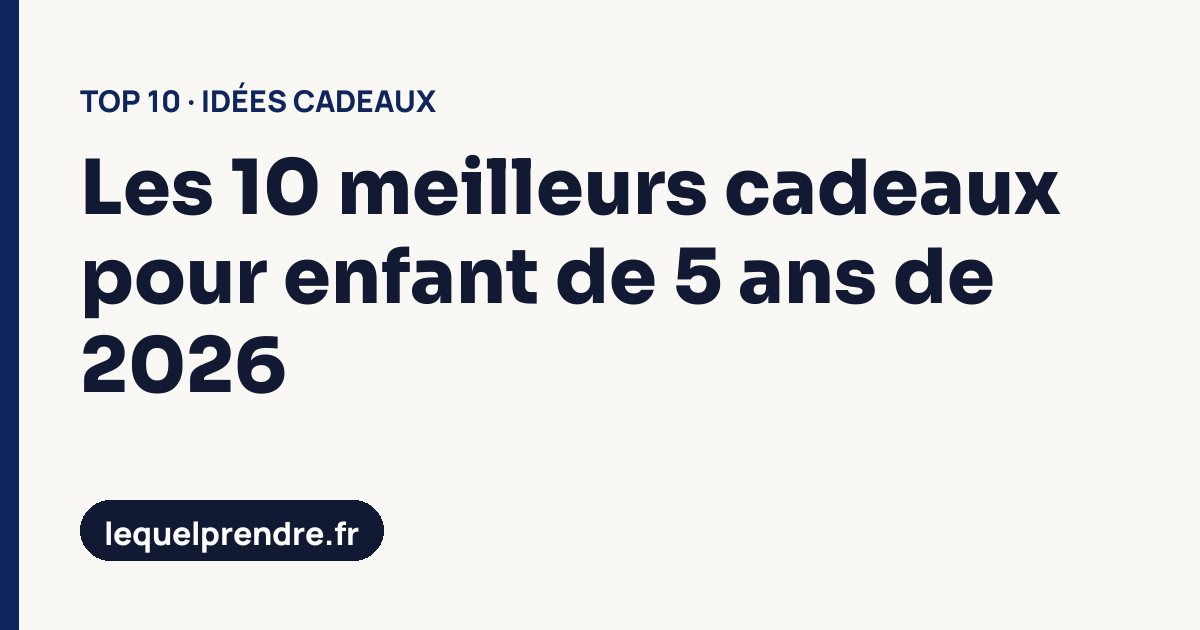 TOP 10 · IDÉES CADEAUX
Les 10 meilleurs cadeaux
pour enfant de 5 ans de
2026
lequelprendre.fr